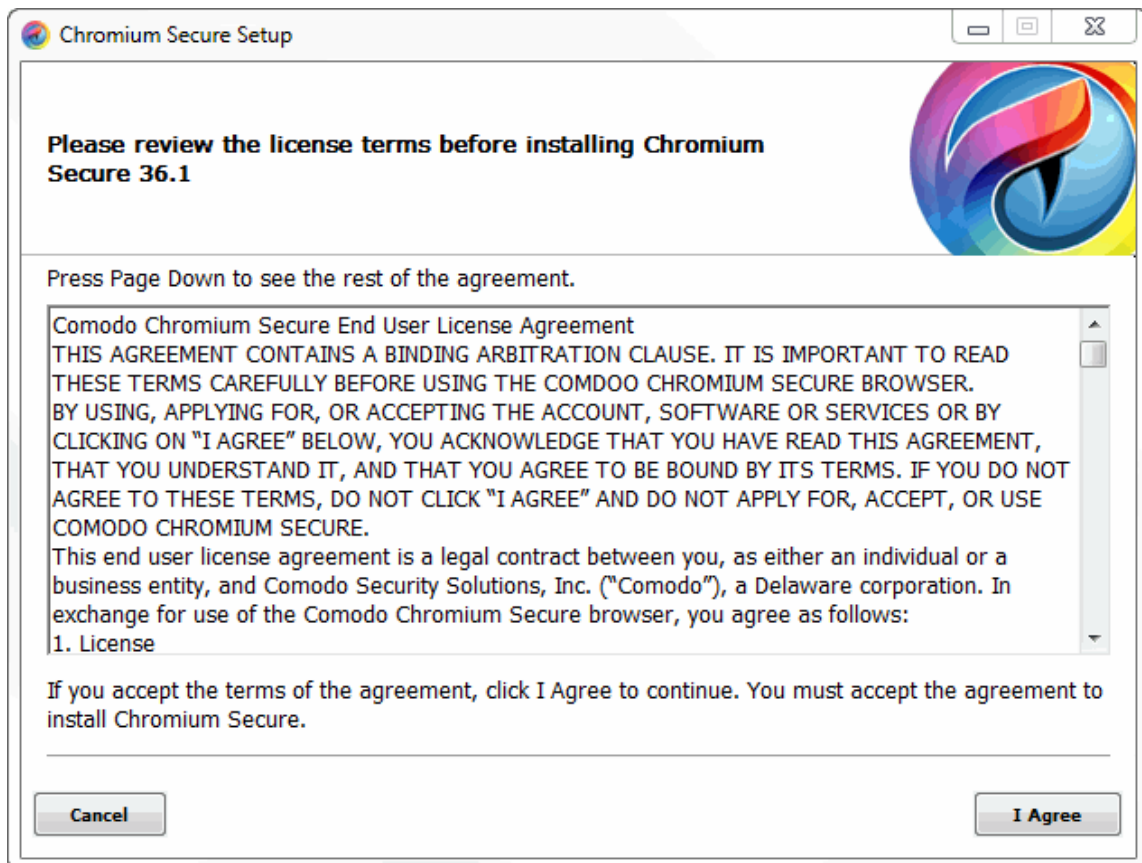 Chromium Secure Setup
Please review the license terms before installing Chromium
Secure 36.1
Press Page Down to see the rest of the agreement.
Comodo Chromium Secure End User License Agreement
THIS AGREEMENT CONTAINS A BINDING ARBITRATION CLAUSE. IT IS IMPORTANT TO READ
THESE TERMS CAREFULLY BEFORE USING THE COMDOO CHROMIUM SECURE BROWSER.
BY USING, APPLYING FOR, OR ACCEPTING THE ACCOUNT, SOFTWARE OR SERVICES OR BY
CLICKING ON “I AGREE” BELOW, YOU ACKNOWLEDGE THAT YOU HAVE READ THIS AGREEMENT,
THAT YOU UNDERSTAND IT, AND THAT YOU AGREE TO BE BOUND BY ITS TERMS. IF YOU DO NOT
AGREE TO THESE TERMS, DO NOT CLICK “I AGREE” AND DO NOT APPLY FOR, ACCEPT, OR USE
COMODO CHROMIUM SECURE.
This end user license agreement is a legal contract between you, as either an individual or a
business entity, and Comodo Security Solutions, Inc. (“Comodo”), a Delaware corporation. In
exchange for use of the Comodo Chromium Secure browser, you agree as follows:
1. License
If you accept the terms of the agreement, click I Agree to continue. You must accept the agreement to
install Chromium Secure.
Cancel
I Agree